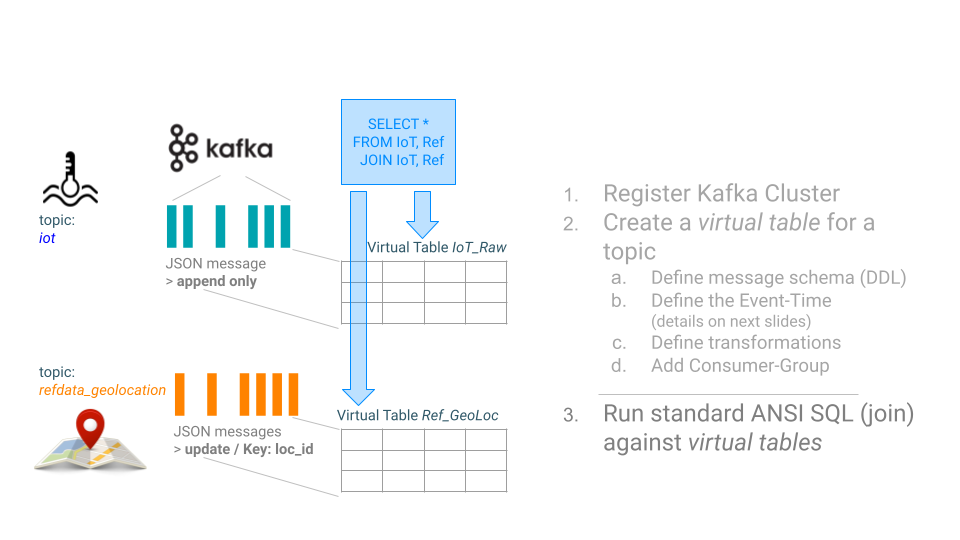 SELECT *
FROM IoT, Ref
JOIN IoT, Ref
kafka
topic:
iot
JSON message
> append only
Virtual Table IoT_Raw
topic:
refdata_geolocation
JSON messages
> update / Key: loc_id
Virtual Table Ref_GeoLoc
1. Register Kafka Cluster
2. Create a virtual table for a
topic
a. Define message schema (DDL)
b. Define the Event-Time
(details on next slides)
c. Define transformations
d. Add Consumer-Group
3. Run standard ANSI SQL (join)
against virtual tables